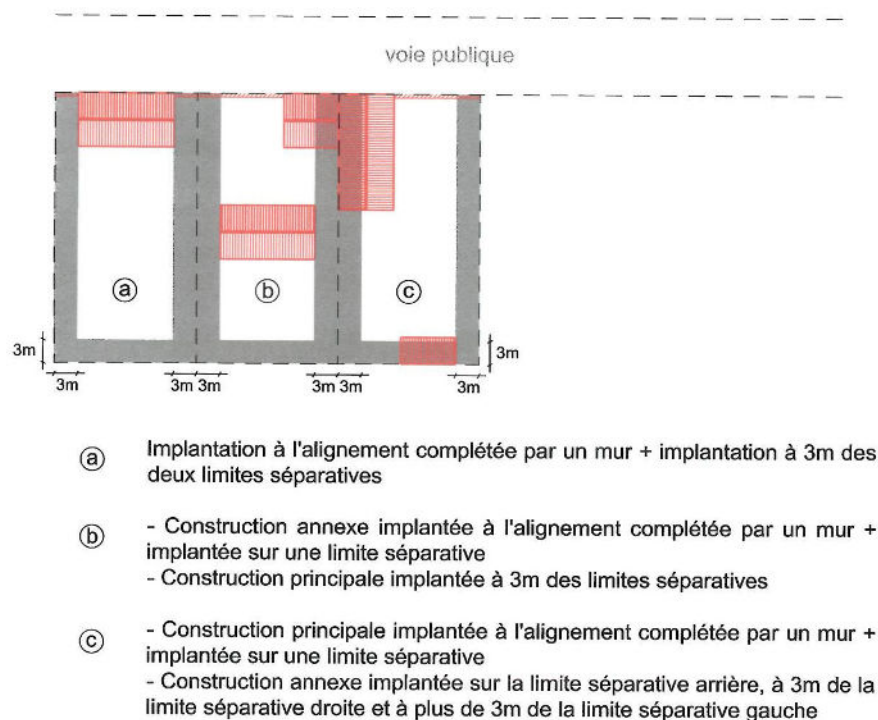 voie publique
ⓐ ⓑ ⓒ
3m 3m
3m 3m 3m 3m 3m 3m
ⓐ Implantation à l'alignement complétée par un mur + implantation à 3m des
deux limites séparatives
ⓑ - Construction annexe implantée à l'alignement complétée par un mur +
implantée sur une limite séparative
- Construction principale implantée à 3m des limites séparatives
ⓒ - Construction principale implantée à l'alignement complétée par un mur +
implantée sur une limite séparative
- Construction annexe implantée sur la limite séparative arrière, à 3m de la
limite séparative droite et à plus de 3m de la limite séparative gauche